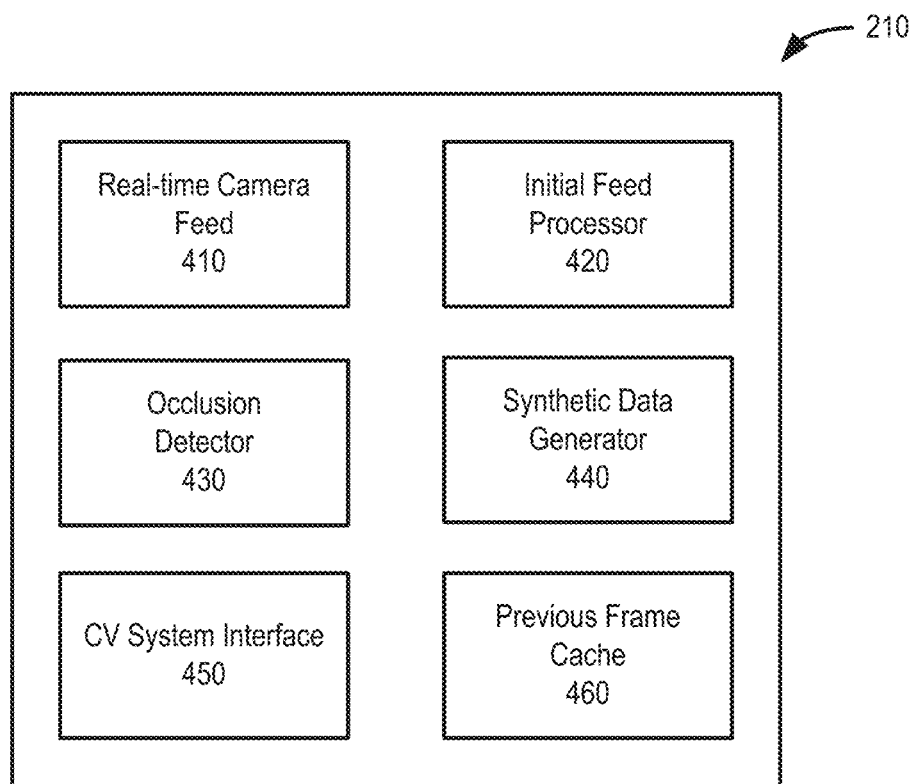 210
Real-time Camera
Feed
410
Initial Feed
Processor
420
Occlusion
Detector
430
Synthetic Data
Generator
440
CV System Interface
450
Previous Frame
Cache
460